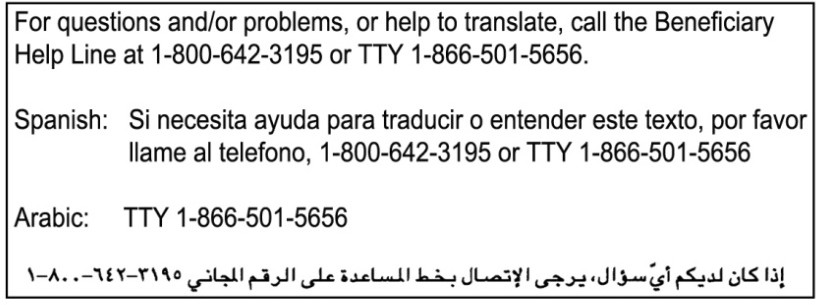 For questions and/or problems, or help to translate, call the Beneficiary
Help Line at 1-800-642-3195 or TTY 1-866-501-5656.
Spanish: Si necesita ayuda para traducir o entender este texto, por favor
llame al telefono, 1-800-642-3195 or TTY 1-866-501-5656
Arabic: TTY 1-866-501-5656
إذا كان لديكم أيّ سؤال، يرجى الإتصال بخط المساعدة على الرقم المجاني ٣١٩٥-٦٤٢-٨٠٠-١